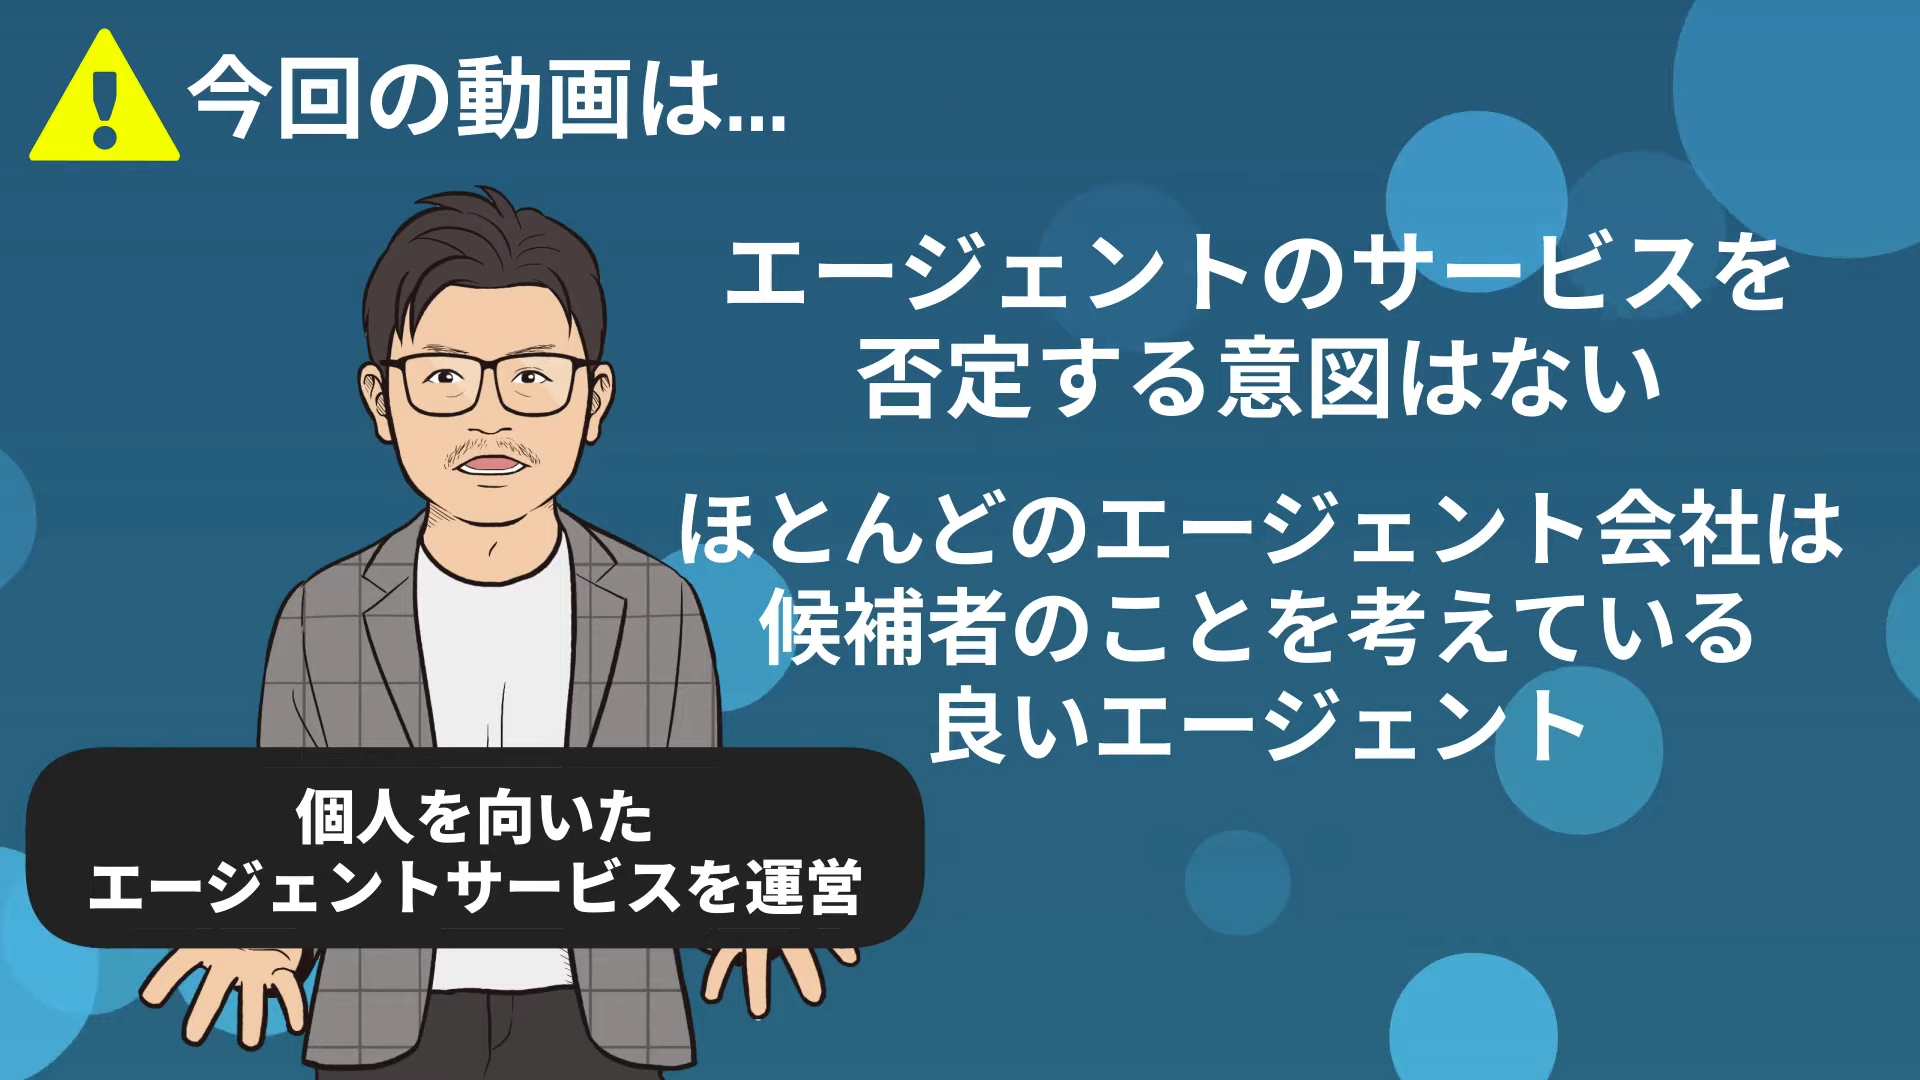 今回の動画は...
エージェントのサービスを
否定する意図はない
ほとんどのエージェント会社は
候補者のことを考えている
良いエージェント
個人を向いた
エージェントサービスを運営